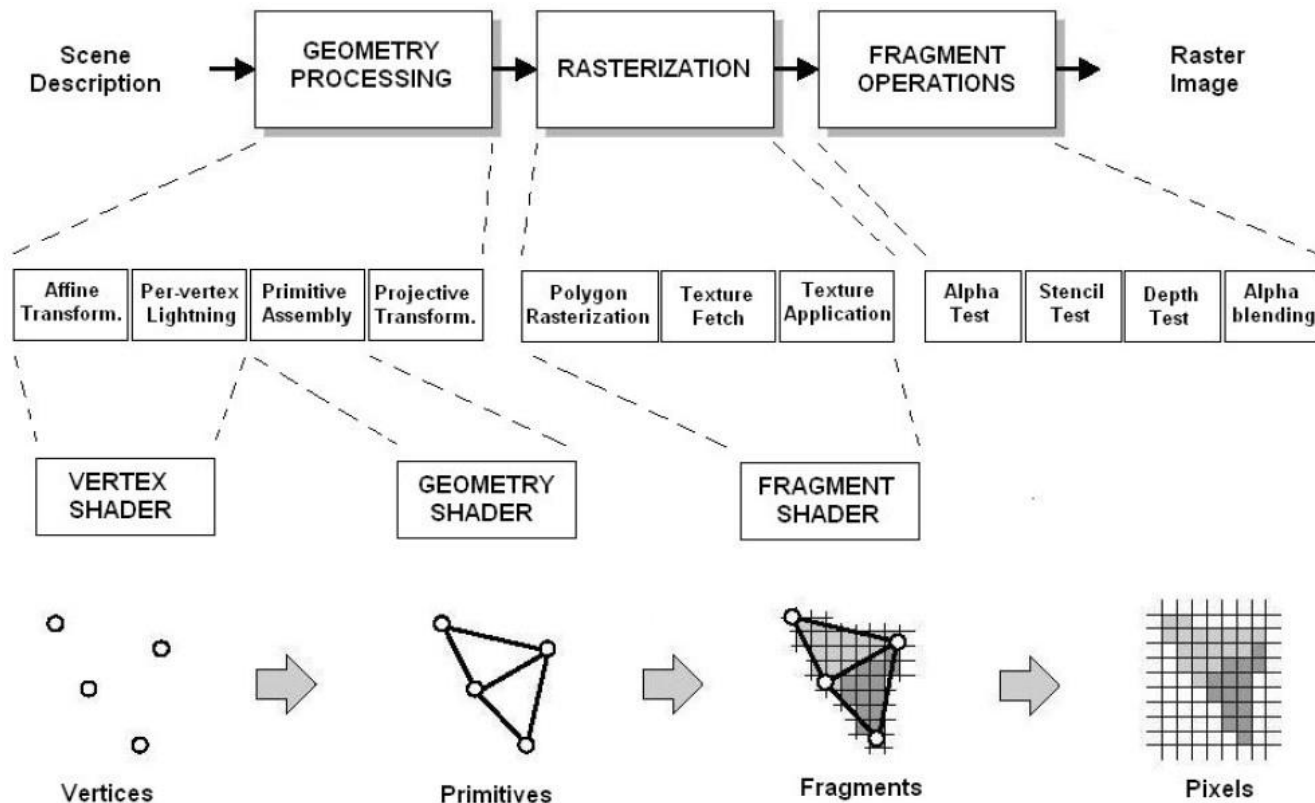 Scene
Description
GEOMETRY
PROCESSING
RASTERIZATION
FRAGMENT
OPERATIONS
Raster
Image
Affine
Transform.
Per-vertex
Lightning
Primitive
Assembly
Projective
Transform.
Polygon
Rasterization
Texture
Fetch
Texture
Application
Alpha
Test
Stencil
Test
Depth
Test
Alpha
blending
VERTEX
SHADER
GEOMETRY
SHADER
FRAGMENT
SHADER
Vertices
Primitives
Fragments
Pixels